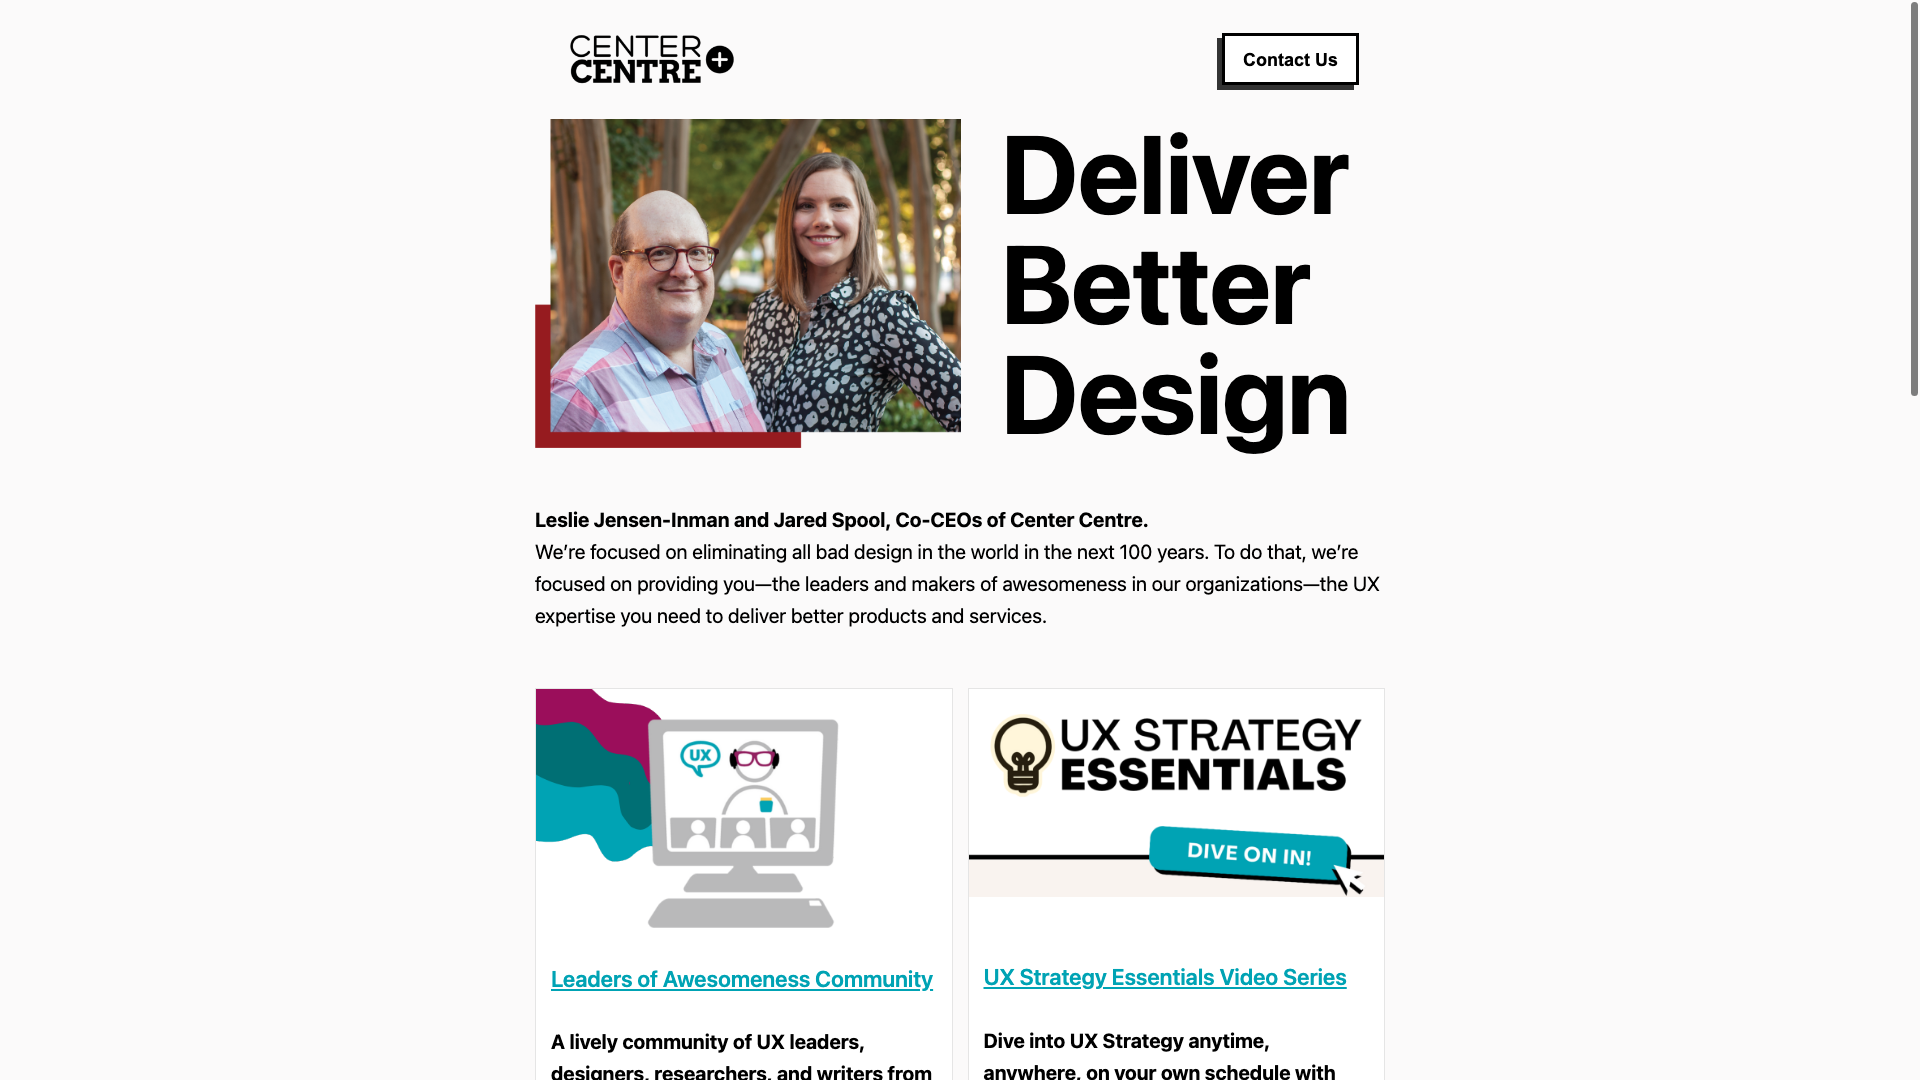 CENTER
CENTRE
Contact Us
Deliver
Better
Design
Leslie Jensen-Inman and Jared Spool, Co-CEOs of Center Centre.
We’re focused on eliminating all bad design in the world in the next 100 years. To do that, we’re
focused on providing you—the leaders and makers of awesomeness in our organizations—the UX
expertise you need to deliver better products and services.
UX
Leaders of Awesomeness Community
A lively community of UX leaders,
designers, researchers, and writers from
UX STRATEGY
ESSENTIALS
DIVE ON IN!
UX Strategy Essentials Video Series
Dive into UX Strategy anytime,
anywhere, on your own schedule with